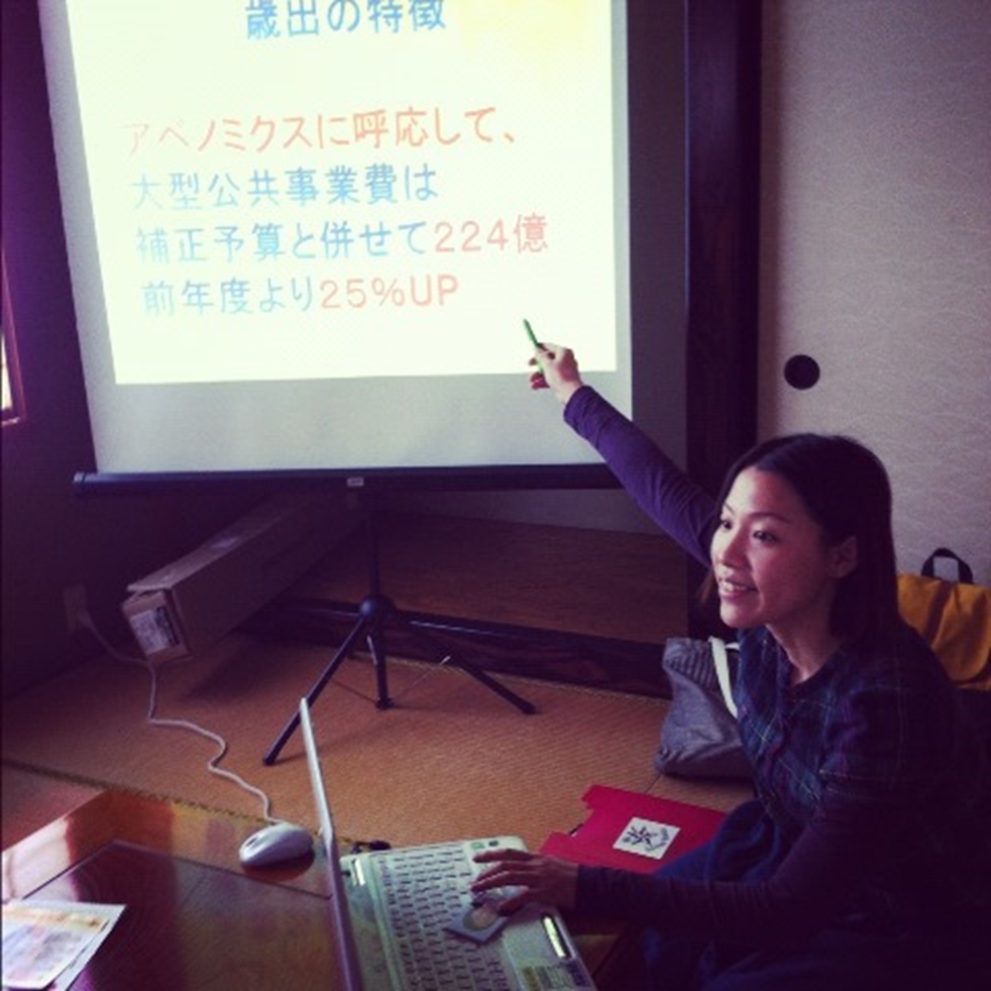 歳出の特徴
アベノミクスに呼応して、
大型公共事業費は
補正予算と併せて224億
前年度より25%UP